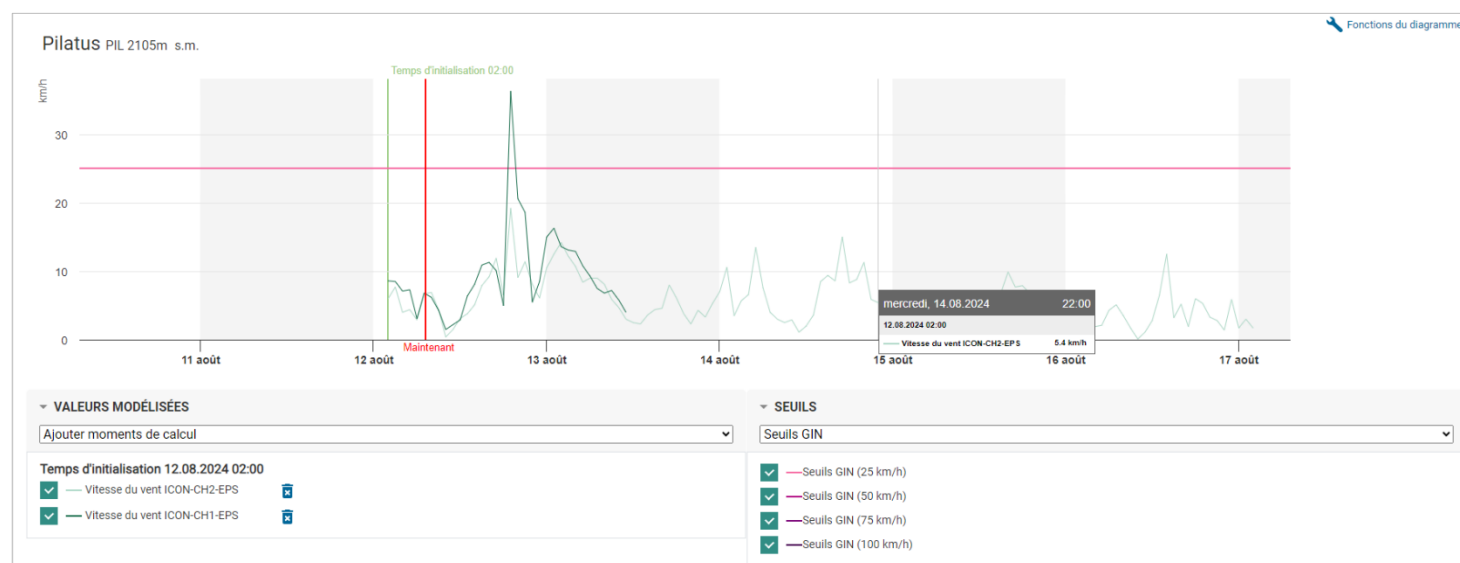 Fonctions du diagramme
Pilatus PIL 2105m s.m.
Temps d'initialisation 02:00
km/h
30
20
10
0
Maintenant
11 août
12 août
13 août
14 août
15 août
16 août
17 août
mercredi, 14.08.2024 22:00
12.08.2024 02:00
Vitesse du vent ICON-CH2-EPS 5.4 km/h
VALEURS MODÉLISÉES
Ajouter moments de calcul
Temps d'initialisation 12.08.2024 02:00
Vitesse du vent ICON-CH2-EPS
Vitesse du vent ICON-CH1-EPS
SEUILS
Seuils GIN
Seuils GIN (25 km/h)
Seuils GIN (50 km/h)
Seuils GIN (75 km/h)
Seuils GIN (100 km/h)